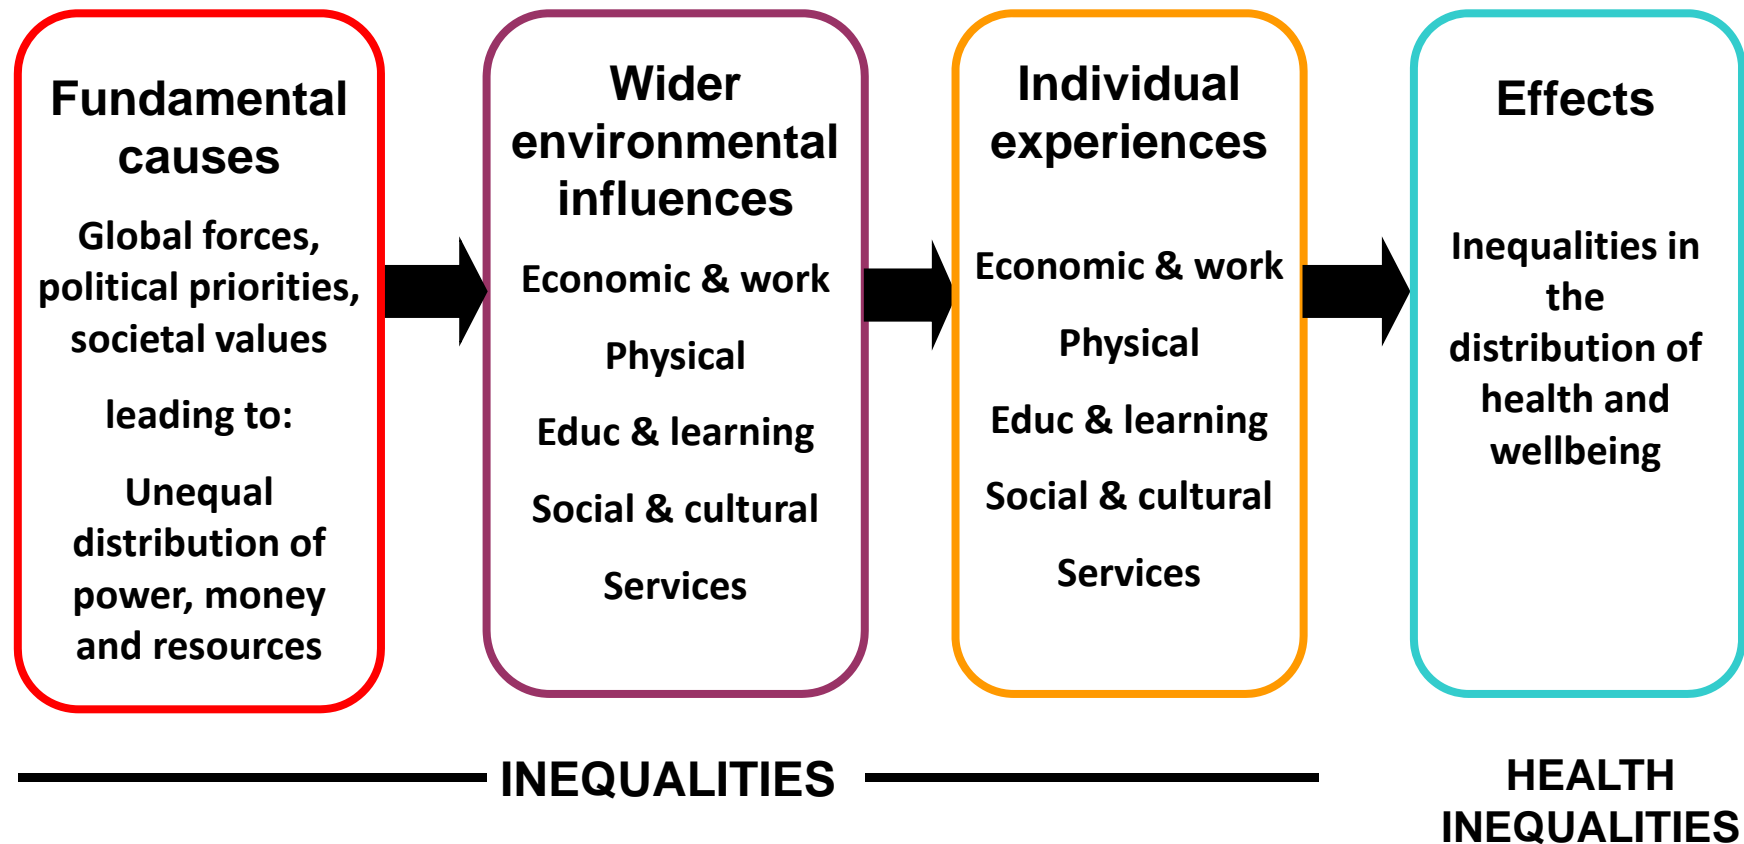 Fundamental
causes
Global forces,
political priorities,
societal values
leading to:
Unequal
distribution of
power, money
and resources
Wider
environmental
influences
Economic & work
Physical
Educ & learning
Social & cultural
Services
Individual
experiences
Economic & work
Physical
Educ & learning
Social & cultural
Services
Effects
Inequalities in
the
distribution of
health and
wellbeing
INEQUALITIES
HEALTH
INEQUALITIES